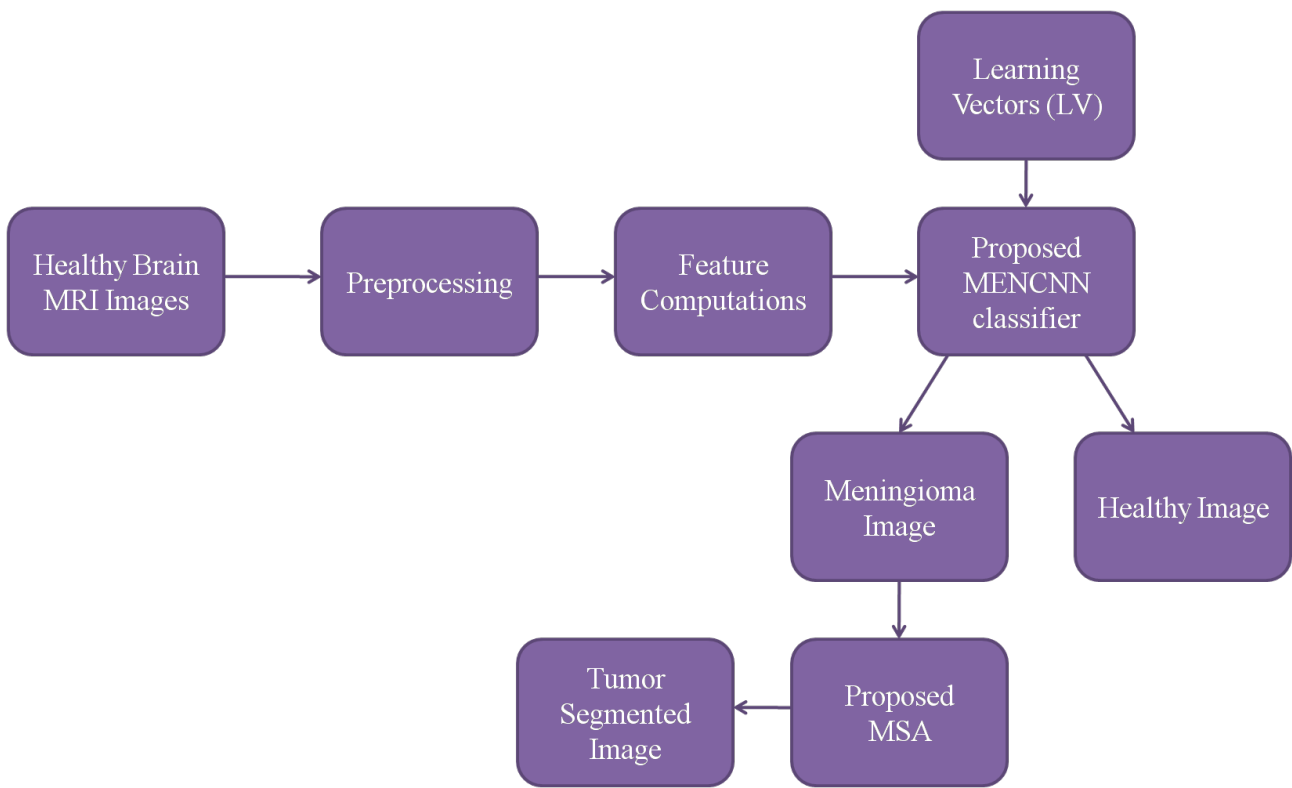 Learning
Vectors (LV)
Healthy Brain
MRI Images
Preprocessing
Feature
Computations
Proposed
MENCNN
classifier
Meningioma
Image
Healthy Image
Tumor
Segmented
Image
Proposed
MSA